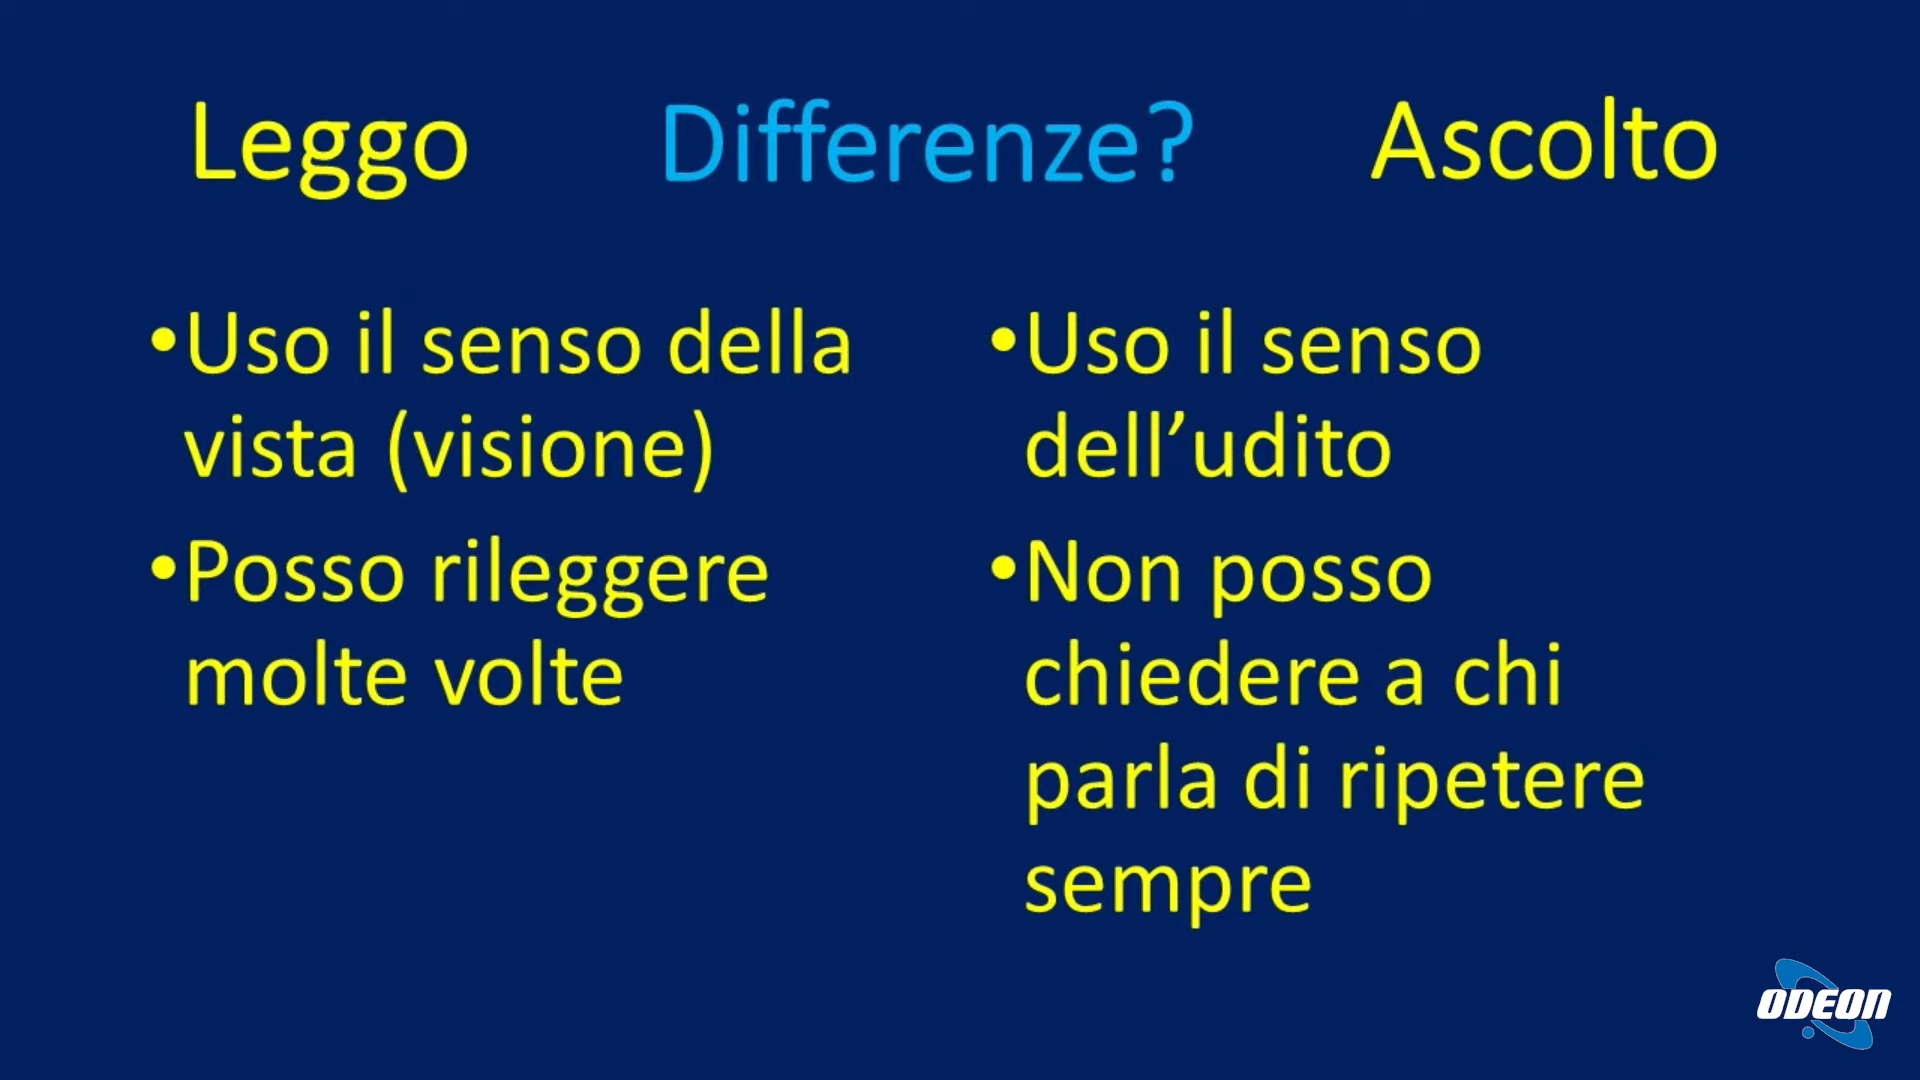 Leggo Differenze? Ascolto
•Uso il senso della
vista (visione)
•Posso rileggere
molte volte
•Uso il senso
dell’udito
•Non posso
chiedere a chi
parla di ripetere
sempre
ODEON